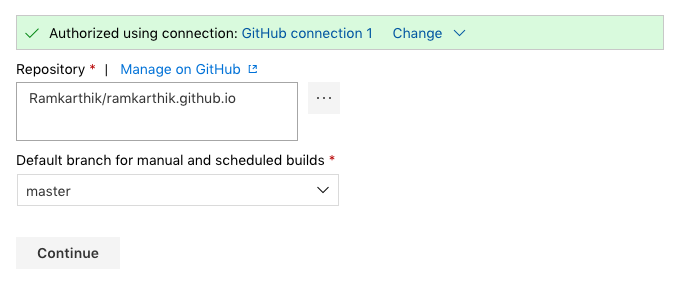 Authorized using connection: GitHub connection 1 Change
Repository * | Manage on GitHub
Ramkarthik/ramkarthik.github.io
...
Default branch for manual and scheduled builds *
master
Continue